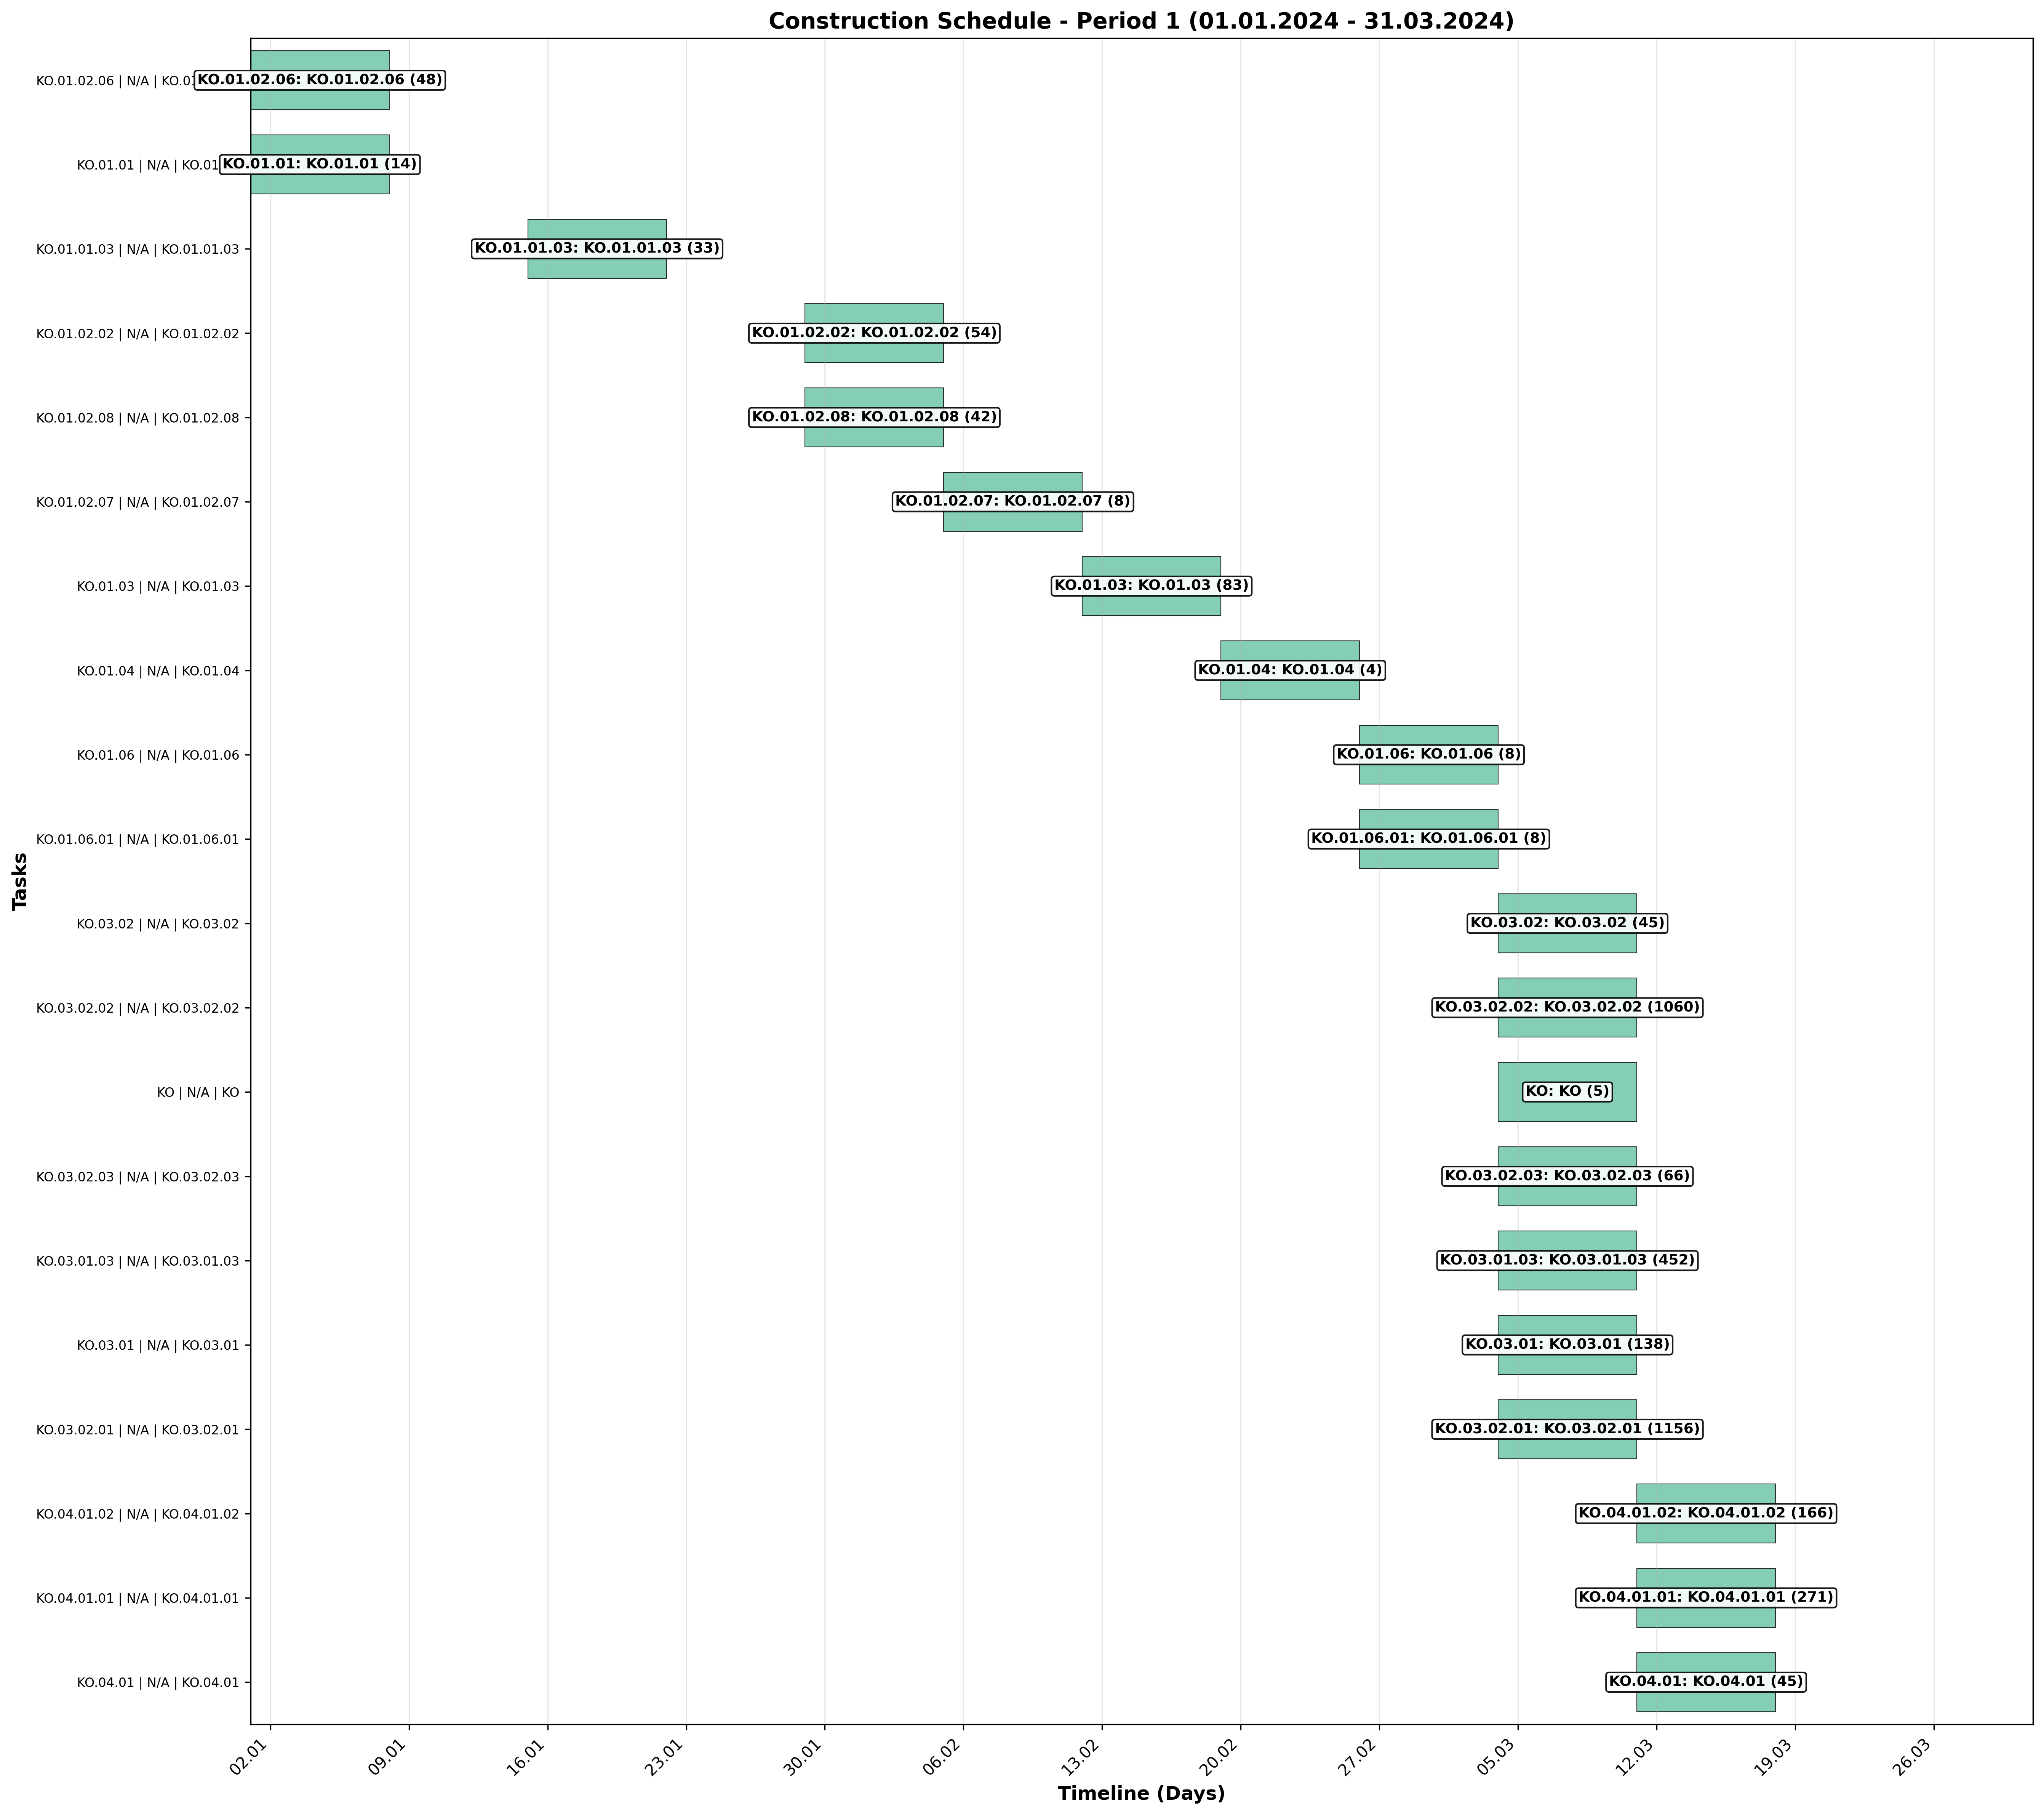 Construction Schedule - Period 1 (01.01.2024 - 31.03.2024)
KO.01.02.06 | N/A | KO.0
KO.01.02.06: KO.01.02.06 (48)
KO.01.01 | N/A | KO.01
KO.01.01: KO.01.01 (14)
KO.01.01.03 | N/A | KO.01.01.03
KO.01.01.03: KO.01.01.03 (33)
KO.01.02.02 | N/A | KO.01.02.02
KO.01.02.02: KO.01.02.02 (54)
KO.01.02.08 | N/A | KO.01.02.08
KO.01.02.08: KO.01.02.08 (42)
KO.01.02.07 | N/A | KO.01.02.07
KO.01.02.07: KO.01.02.07 (8)
KO.01.03 | N/A | KO.01.03
KO.01.03: KO.01.03 (83)
KO.01.04 | N/A | KO.01.04
KO.01.04: KO.01.04 (4)
KO.01.06 | N/A | KO.01.06
KO.01.06: KO.01.06 (8)
KO.01.06.01 | N/A | KO.01.06.01
KO.01.06.01: KO.01.06.01 (8)
Tasks
KO.03.02 | N/A | KO.03.02
KO.03.02: KO.03.02 (45)
KO.03.02.02 | N/A | KO.03.02.02
KO.03.02.02: KO.03.02.02 (1060)
KO | N/A | KO
KO: KO (5)
KO.03.02.03 | N/A | KO.03.02.03
KO.03.02.03: KO.03.02.03 (66)
KO.03.01.03 | N/A | KO.03.01.03
KO.03.01.03: KO.03.01.03 (452)
KO.03.01 | N/A | KO.03.01
KO.03.01: KO.03.01 (138)
KO.03.02.01 | N/A | KO.03.02.01
KO.03.02.01: KO.03.02.01 (1156)
KO.04.01.02 | N/A | KO.04.01.02
KO.04.01.02: KO.04.01.02 (166)
KO.04.01.01 | N/A | KO.04.01.01
KO.04.01.01: KO.04.01.01 (271)
KO.04.01 | N/A | KO.04.01
KO.04.01: KO.04.01 (45)
02.01
09.01
16.01
23.01
30.01
06.02
13.02
20.02
27.02
05.03
12.03
19.03
26.03
Timeline (Days)